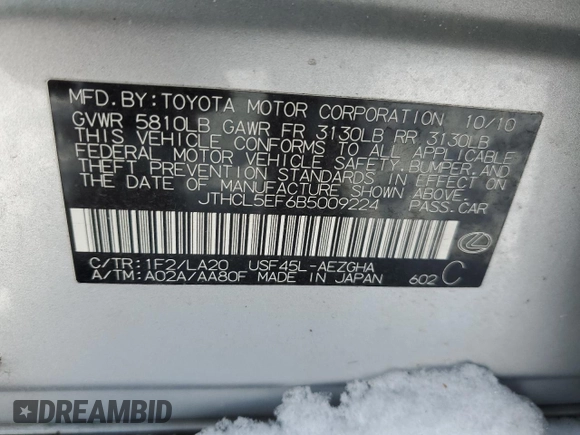 MFD. BY: TOYOTA MOTOR CORPORATION 10/10
GVWR 5810LB GAWR FR 3130LB RR 3130LB
THIS VEHICLE CONFORMS TO ALL APPLICABLE
FEDERAL MOTOR VEHICLE SAFETY, BUMPER, AND
THEFT PREVENTION STANDARDS IN EFFECT ON
THE DATE OF MANUFACTURE SHOWN ABOVE.
JTHCL5EF6B5009224 PASS. CAR
C/TR: 1F2/LA20 USF45L-AEZGHA
A/TM: A02A/AA80F MADE IN JAPAN 602 C
DREAMBID